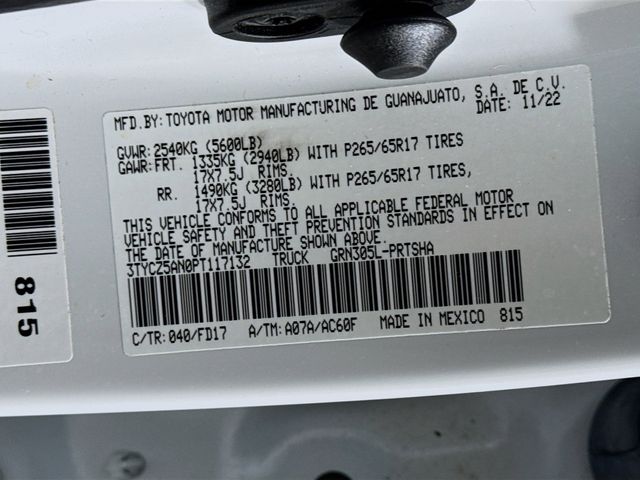 MFD.BY:TOYOTA MOTOR MANUFACTURING DE GUANAJUATO, S.A. DE C.V.
DATE: 11/22
GVWR:2540KG (5600LB)
GAWR:FRT. 1335KG (2940LB) WITH P265/65R17 TIRES
17X7.5J RIMS,
RR. 1490KG (3280LB) WITH P265/65R17 TIRES,
17X7.5J RIMS,
THIS VEHICLE CONFORMS TO ALL APPLICABLE FEDERAL MOTOR
VEHICLE SAFETY AND THEFT PREVENTION STANDARDS IN EFFECT ON
THE DATE OF MANUFACTURE SHOWN ABOVE.
3TYCZ5AN0PT117132 TRUCK GRN305L-PRTSHA
C/TR:040/FD17 A/TM:A07A/AC60F MADE IN MEXICO 815
815